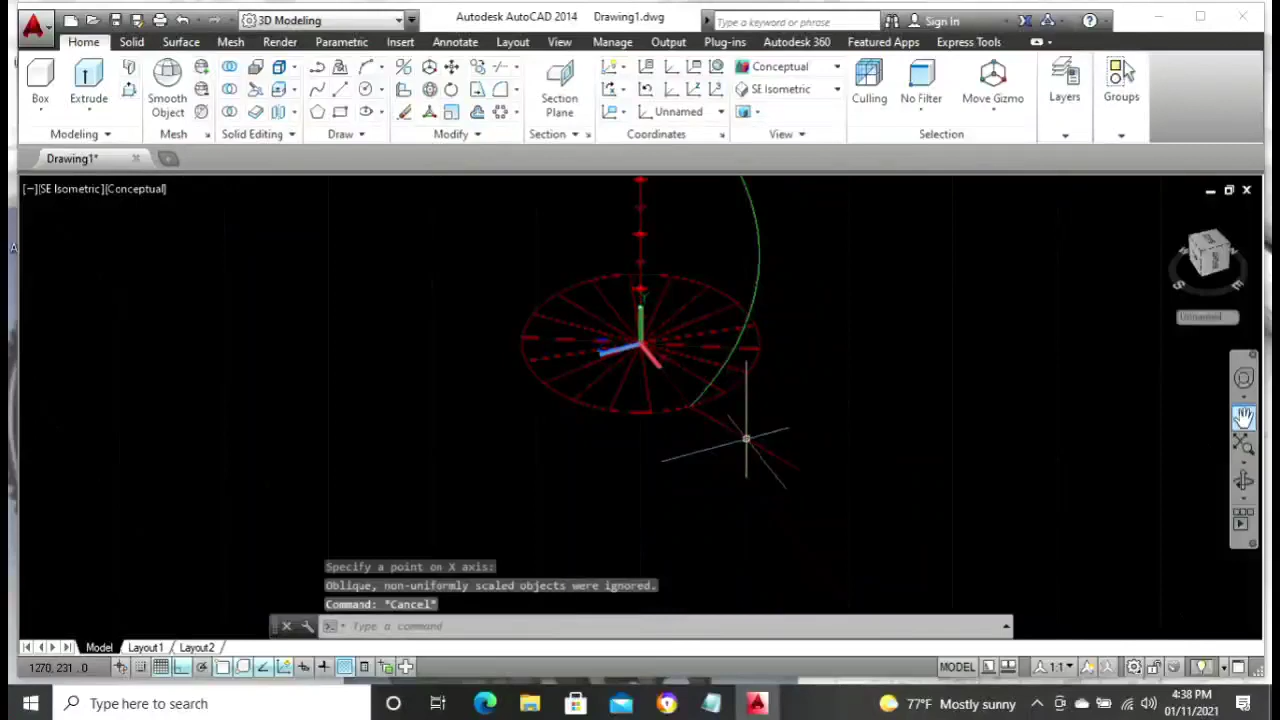 3D Modeling
Autodesk AutoCAD 2014 Drawing1.dwg
Type a keyword or phrase
Sign In
Home Solid Surface Mesh Render Parametric Insert Annotate Layout View Manage Output Plug-ins Autodesk 360 Featured Apps Express Tools
Box
Extrude
Smooth
Object
Section
Plane
Unnamed
Conceptual
SE Isometric
Culling
No Filter
Move Gizmo
Layers
Groups
Modeling Mesh Solid Editing Draw Modify Section Coordinates View Selection
Drawing1*
[−][SE Isometric][Conceptual]
S
E
Unnamed
Y
Specify a point on X axis:
Oblique, non-uniformly scaled objects were ignored.
Command: *Cancel*
Type a command
Model Layout1 Layout2
1270, 231 , 0
MODEL
1:1
Type here to search
77°F Mostly sunny
4:38 PM
01/11/2021